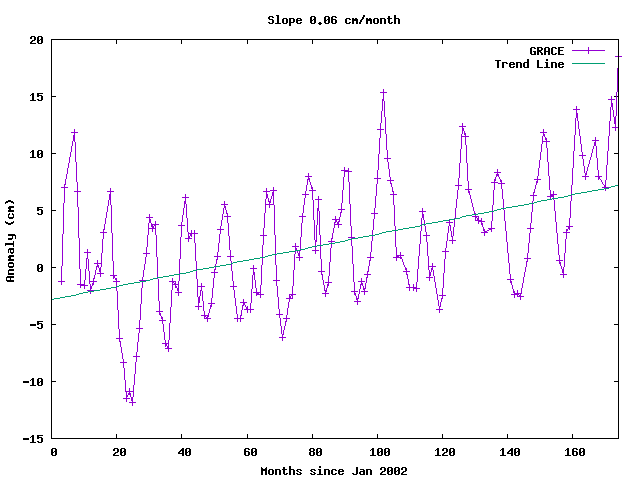 Slope 0.06 cm/month
GRACE
Trend Line
20
15
10
5
0
-5
-10
-15
Anomaly (cm)
0 20 40 60 80 100 120 140 160
Months since Jan 2002